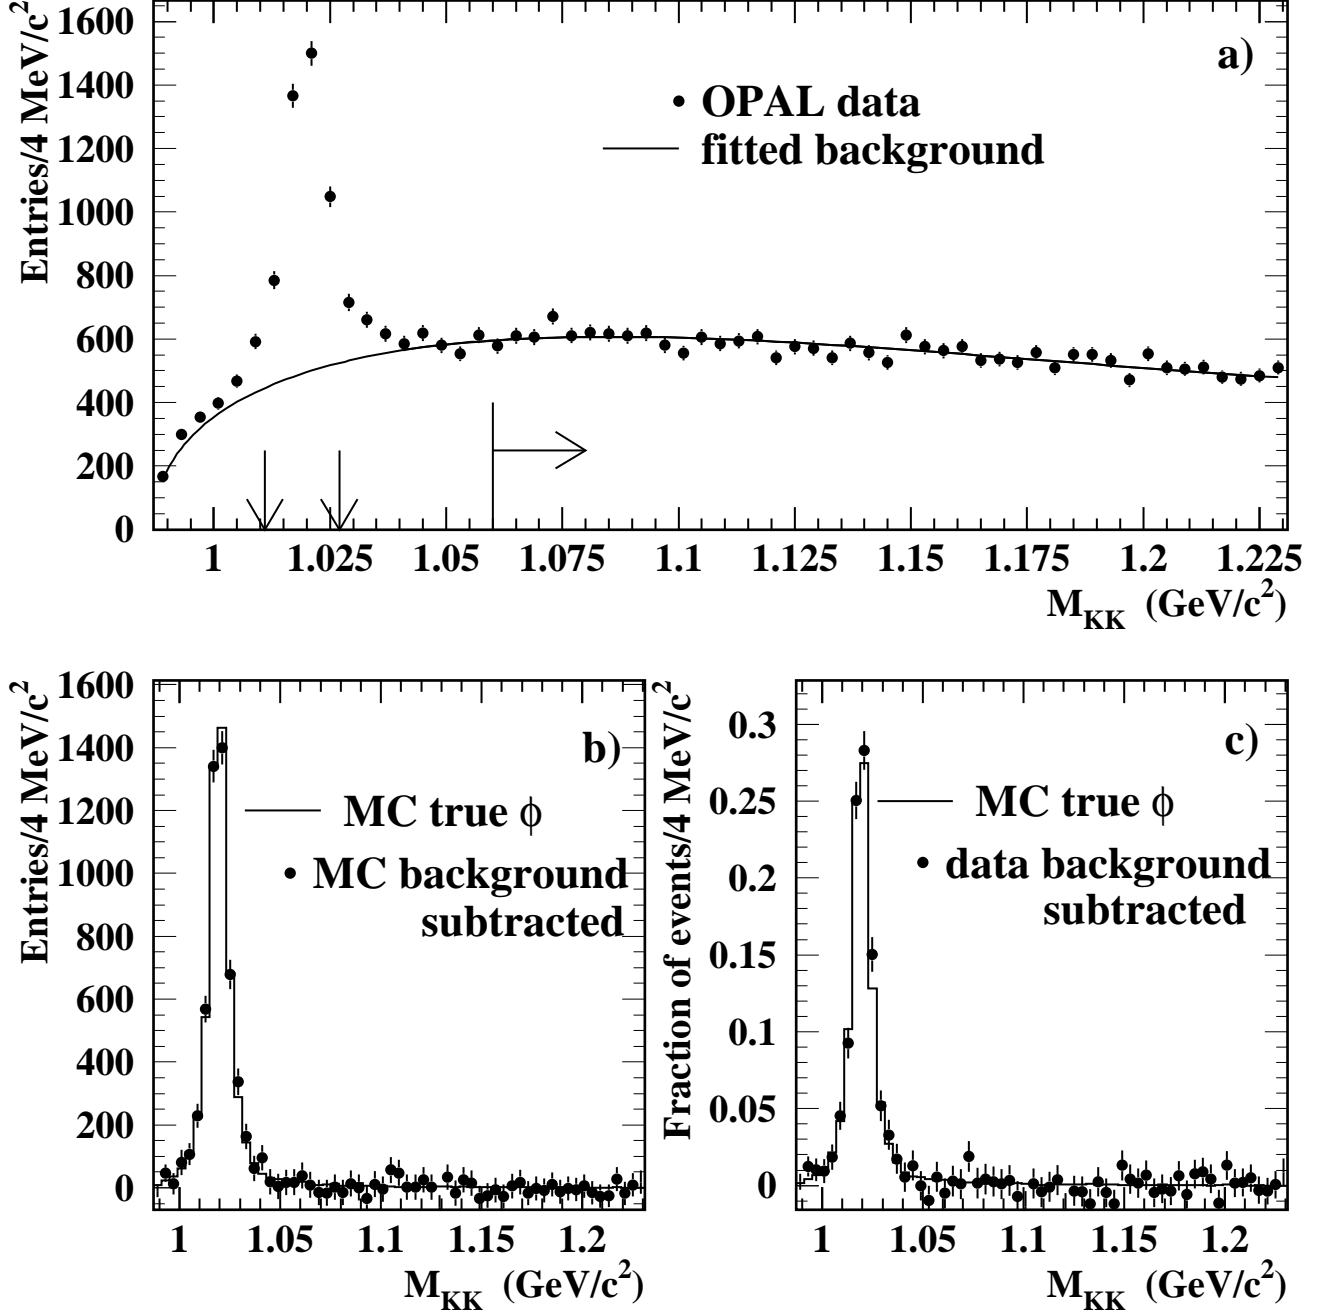 Entries/4 MeV/c²
1600
1400
1200
1000
800
600
400
200
0
a)
OPAL data
fitted background
1 1.025 1.05 1.075 1.1 1.125 1.15 1.175 1.2 1.225
M_KK (GeV/c²)
Entries/4 MeV/c²
1600
1400
1200
1000
800
600
400
200
0
b)
MC true ϕ
MC background
subtracted
1 1.05 1.1 1.15 1.2
M_KK (GeV/c²)
Fraction of events/4 MeV/c²
0.3
0.25
0.2
0.15
0.1
0.05
0
c)
MC true ϕ
data background
subtracted
1 1.05 1.1 1.15 1.2
M_KK (GeV/c²)